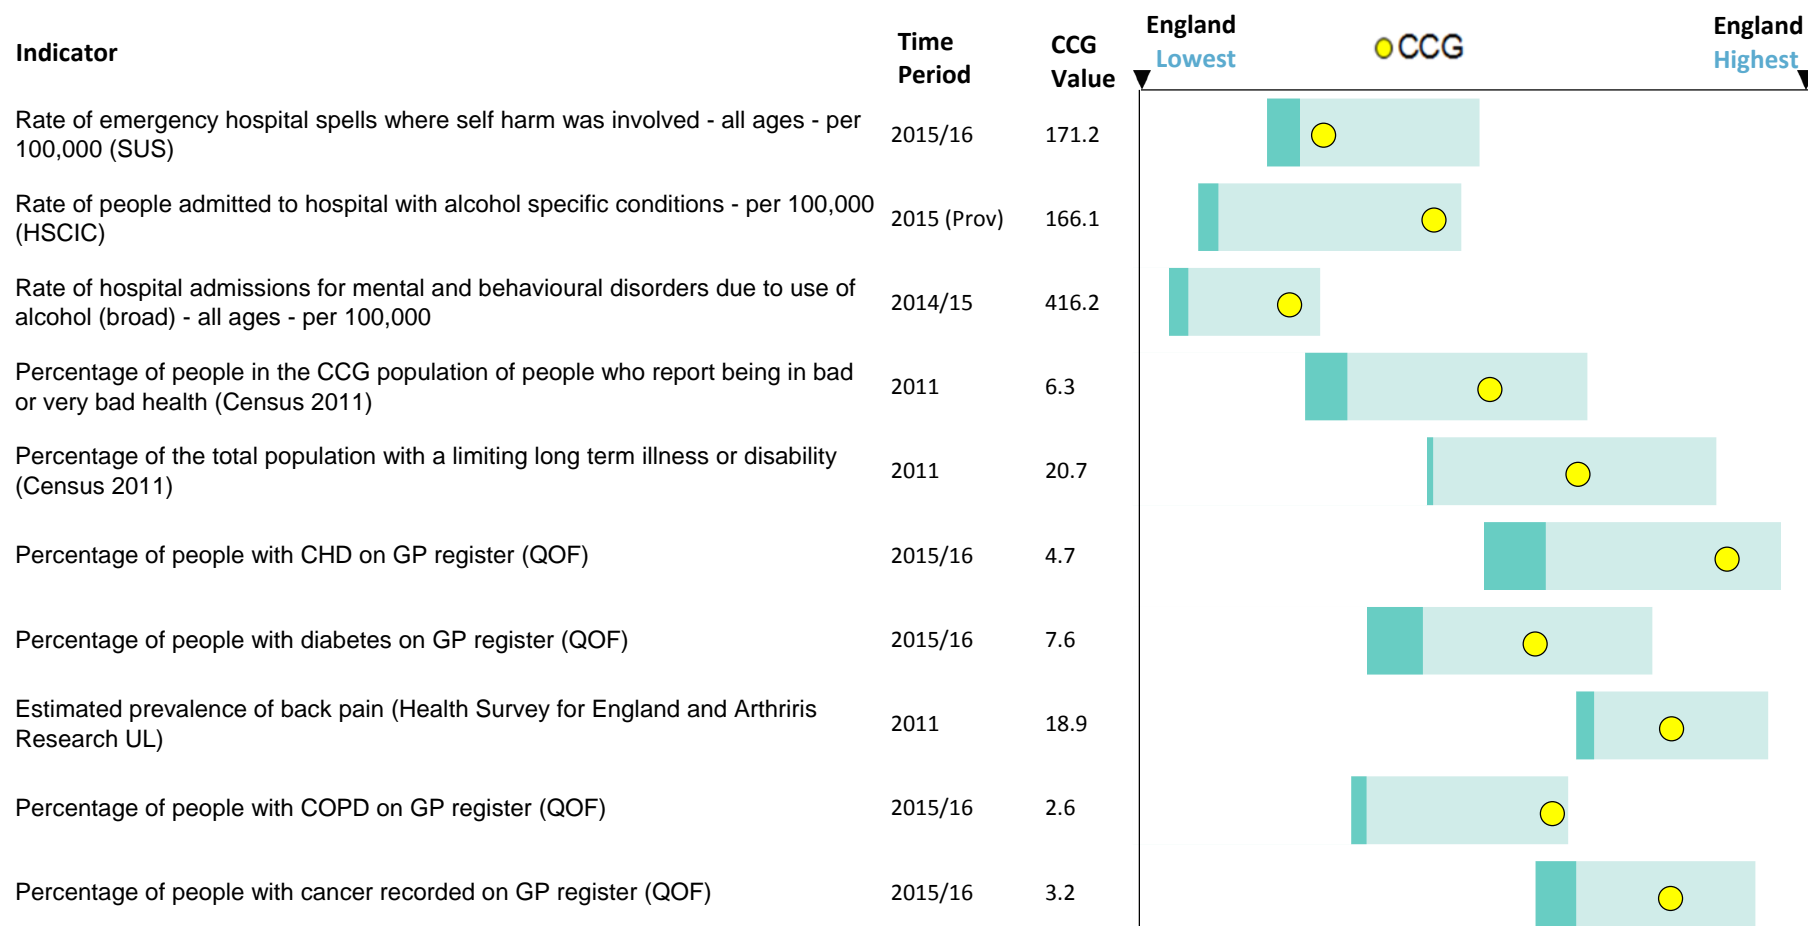 Indicator
Time
Period
CCG
Value
England
Lowest
CCG
England
Highest
Rate of emergency hospital spells where self harm was involved - all ages - per
100,000 (SUS)
2015/16
171.2
Rate of people admitted to hospital with alcohol specific conditions - per 100,000
(HSCIC)
2015 (Prov)
166.1
Rate of hospital admissions for mental and behavioural disorders due to use of
alcohol (broad) - all ages - per 100,000
2014/15
416.2
Percentage of people in the CCG population of people who report being in bad
or very bad health (Census 2011)
2011
6.3
Percentage of the total population with a limiting long term illness or disability
(Census 2011)
2011
20.7
Percentage of people with CHD on GP register (QOF)
2015/16
4.7
Percentage of people with diabetes on GP register (QOF)
2015/16
7.6
Estimated prevalence of back pain (Health Survey for England and Arthriris
Research UL)
2011
18.9
Percentage of people with COPD on GP register (QOF)
2015/16
2.6
Percentage of people with cancer recorded on GP register (QOF)
2015/16
3.2